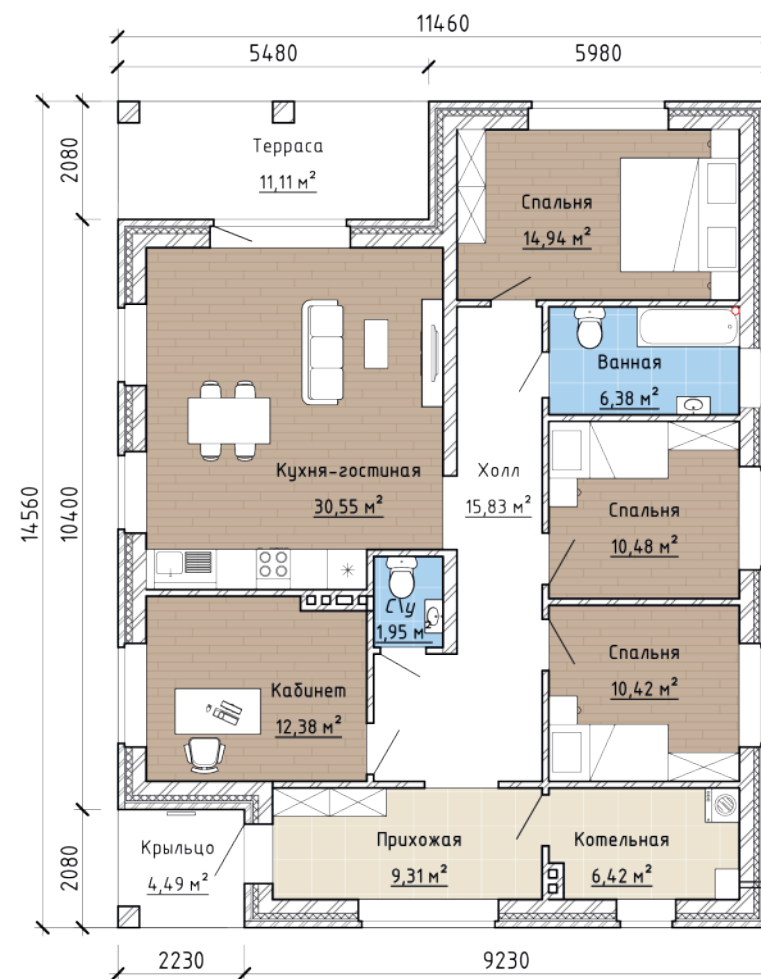 11460
5480
5980
2080
Терраса
11,11 м²
Спальня
14,94 м²
Ванная
6,38 м²
14560
10400
Кухня-гостиная
30,55 м²
Холл
15,83 м²
Спальня
10,48 м²
С\у
1,95 м²
Спальня
10,42 м²
Кабинет
12,38 м²
2080
Крыльцо
4,49 м²
Прихожая
9,31 м²
Котельная
6,42 м²
2230
9230